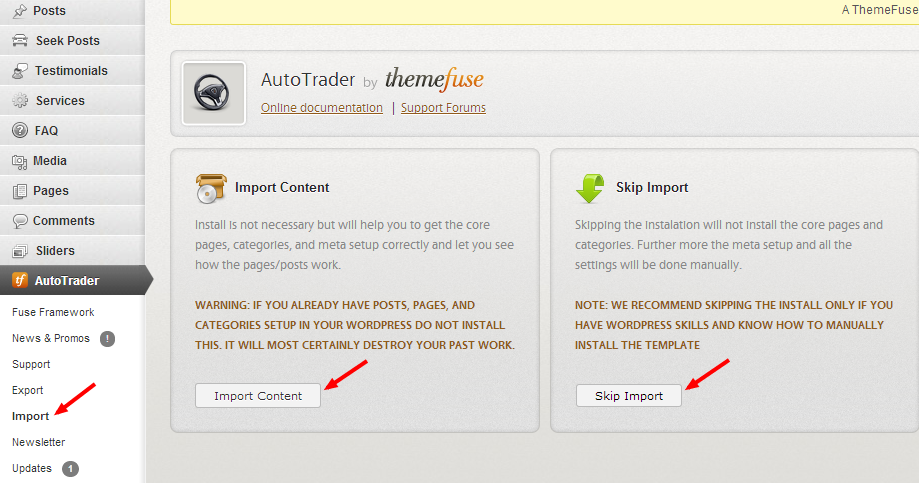 Posts
Seek Posts
Testimonials
Services
FAQ
Media
Pages
Comments
Sliders
tf AutoTrader
Fuse Framework
News & Promos !
Support
Export
Import
Newsletter
Updates 1
A ThemeFuse
AutoTrader by themefuse
Online documentation | Support Forums
Import Content
Install is not necessary but will help you to get the core
pages, categories, and meta setup correctly and let you see
how the pages/posts work.
WARNING: IF YOU ALREADY HAVE POSTS, PAGES, AND
CATEGORIES SETUP IN YOUR WORDPRESS DO NOT INSTALL
THIS. IT WILL MOST CERTAINLY DESTROY YOUR PAST WORK.
Import Content
Skip Import
Skipping the instalation will not install the core pages and
categories. Further more the meta setup and all the
settings will be done manually.
NOTE: WE RECOMMEND SKIPPING THE INSTALL ONLY IF YOU
HAVE WORDPRESS SKILLS AND KNOW HOW TO MANUALLY
INSTALL THE TEMPLATE
Skip Import